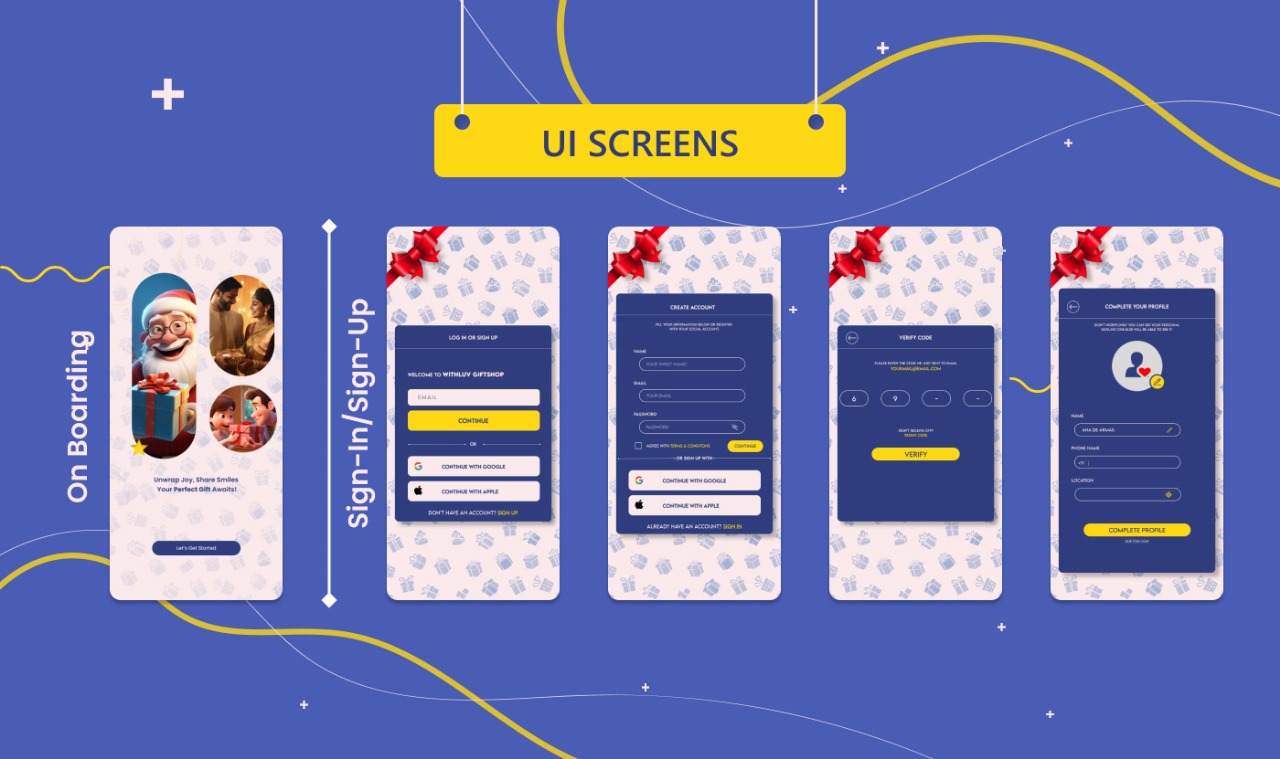 UI SCREENS
On Boarding
Unwrap Joy, Share Smiles
Your Perfect Gift Awaits!
Let's Get Started
Sign-In/Sign-Up
LOG IN OR SIGN UP
WELCOME TO WITHLUV GIFTSHOP
EMAIL
CONTINUE
OR
CONTINUE WITH GOOGLE
CONTINUE WITH APPLE
DON'T HAVE AN ACCOUNT? SIGN UP
CREATE ACCOUNT
FILL YOUR INFORMATION BELOW OR REGISTER
WITH YOUR SOCIAL ACCOUNT
NAME
YOUR SWEET NAME!
EMAIL
YOUR EMAIL
PASSWORD
PASSWORD
AGREE WITH TERMS & CONDITIONS
CONTINUE
OR SIGN UP WITH
CONTINUE WITH GOOGLE
CONTINUE WITH APPLE
ALREADY HAVE AN ACCOUNT? SIGN IN
VERIFY CODE
PLEASE ENTER THE CODE WE JUST SENT TO EMAIL
YOURMAIL@EMAIL.COM
6 9 - -
DIDN'T RECEIVE OTP?
RESEND CODE
VERIFY
COMPLETE YOUR PROFILE
DON'T WORRY, ONLY YOU CAN SEE YOUR PERSONAL
DATA. NO ONE ELSE WILL BE ABLE TO SEE IT
NAME
ANA DE ARMAS
PHONE NAME
+91 |
LOCATION
COMPLETE PROFILE
SKIP FOR NOW